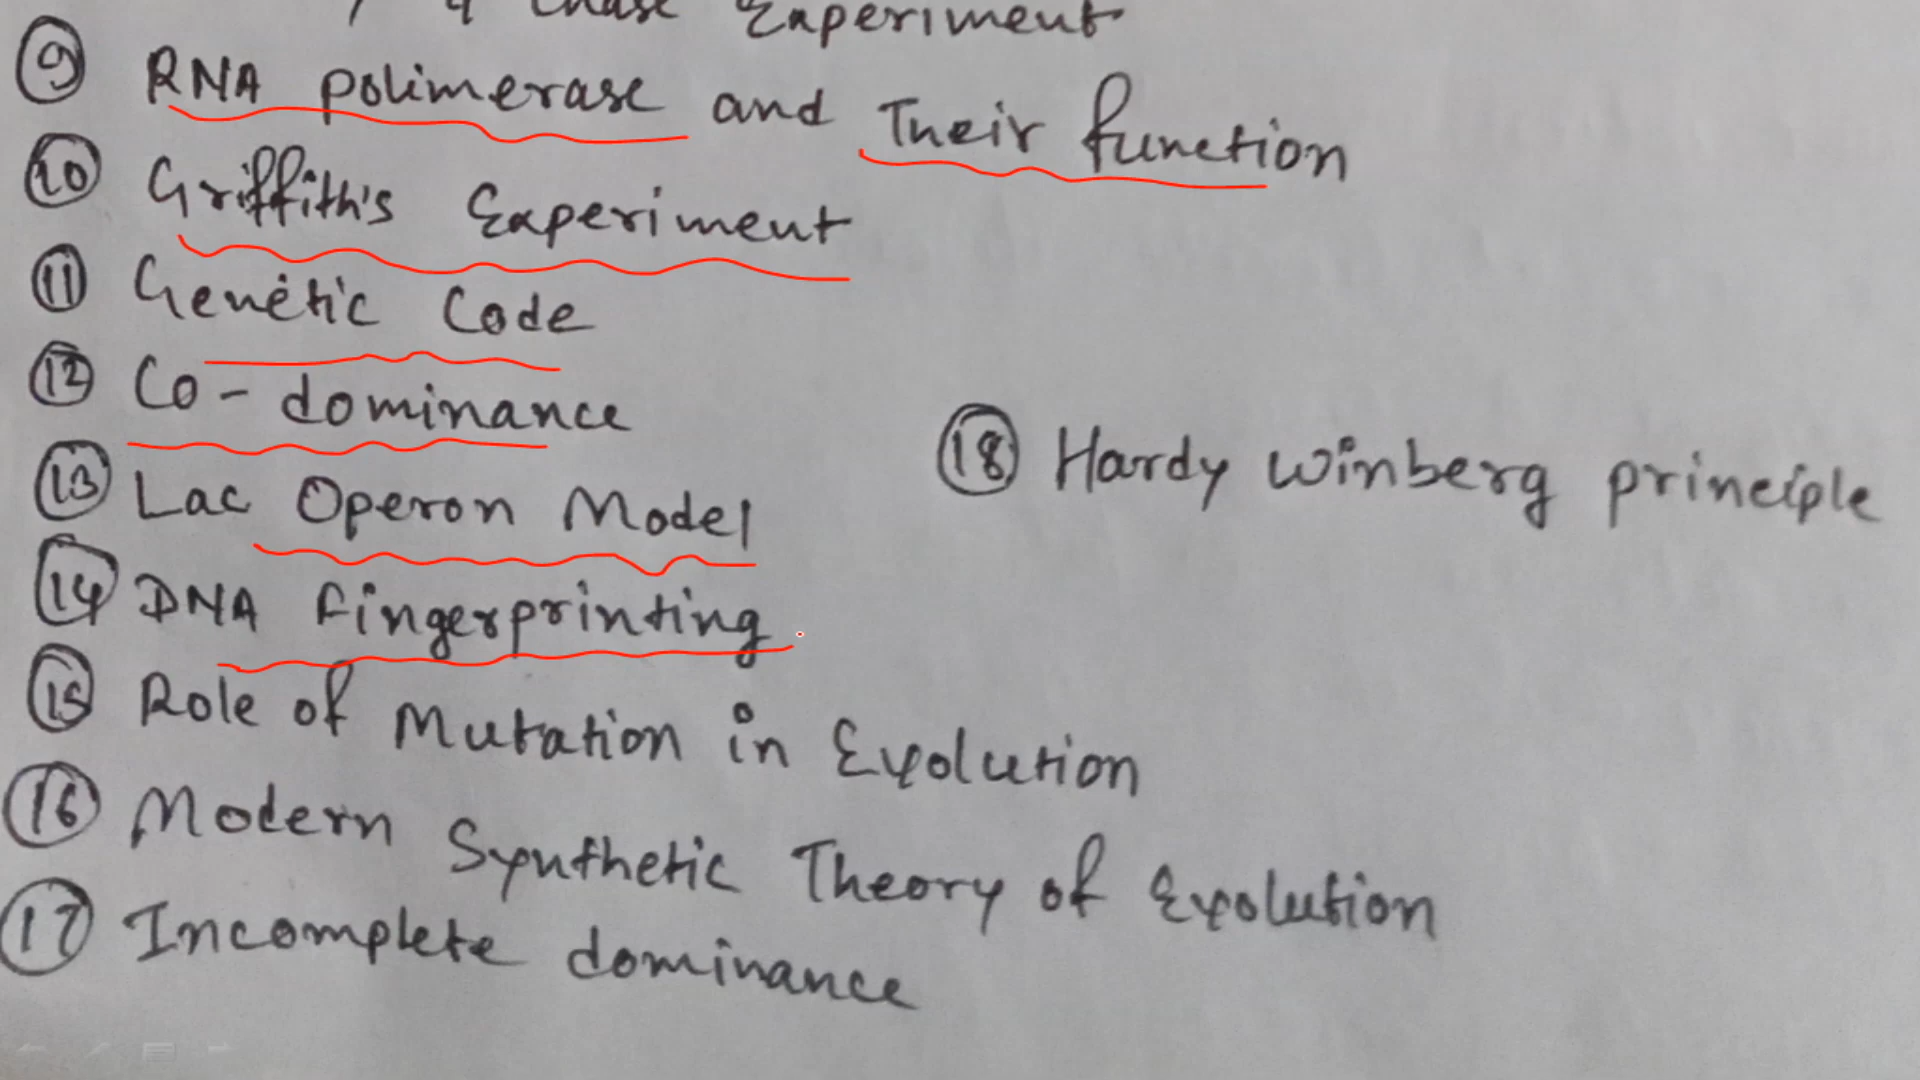 Experiment
9 RNA polimerase and Their function
10 Griffith's Experiment
11 Genetic Code
12 Co-dominance
13 Lac Operon Model
14 DNA fingerprinting
15 Role of Mutation in Evolution
16 Modern Synthetic Theory of Evolution
17 Incomplete dominance
18 Hardy Winberg principle